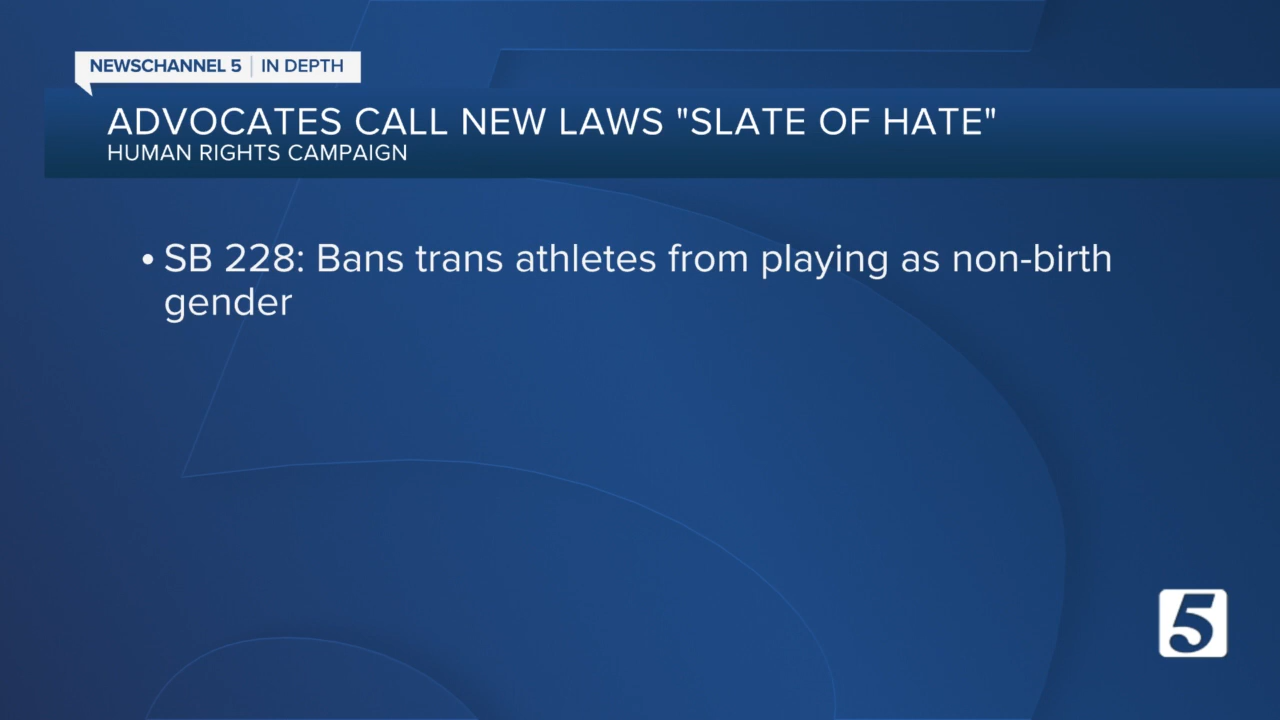 NEWSCHANNEL 5 | IN DEPTH
ADVOCATES CALL NEW LAWS "SLATE OF HATE"
HUMAN RIGHTS CAMPAIGN
• SB 228: Bans trans athletes from playing as non-birth
gender
5